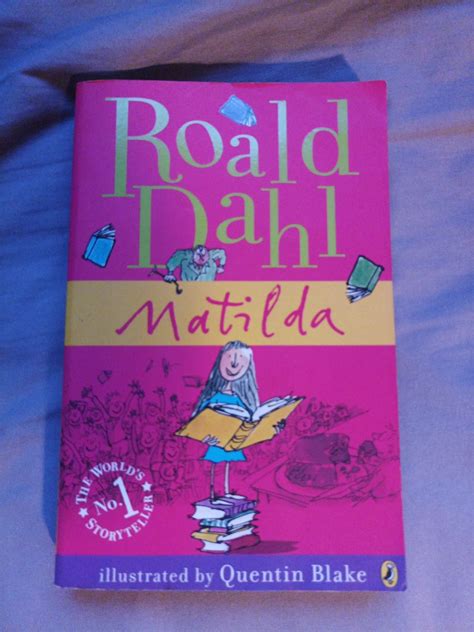 Roald
Dahl
Matilda
THE WORLD'S
No.1
STORYTELLER
illustrated by Quentin Blake